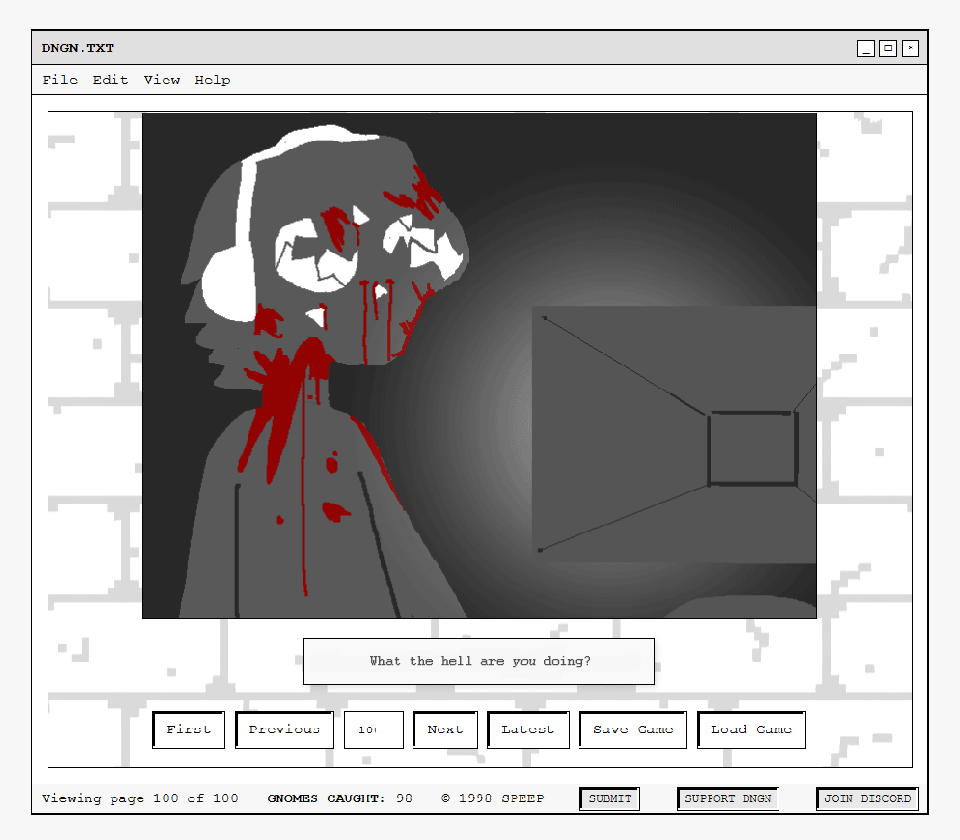 DNGN.TXT
File Edit View Help
What the hell are you doing?
First Previous Next Latest Save Game Load Game
Viewing page 100 of 100 GNOMES CAUGHT: 90 © 1990 SPEEP SUBMIT SUPPORT DNGN JOIN DISCORD